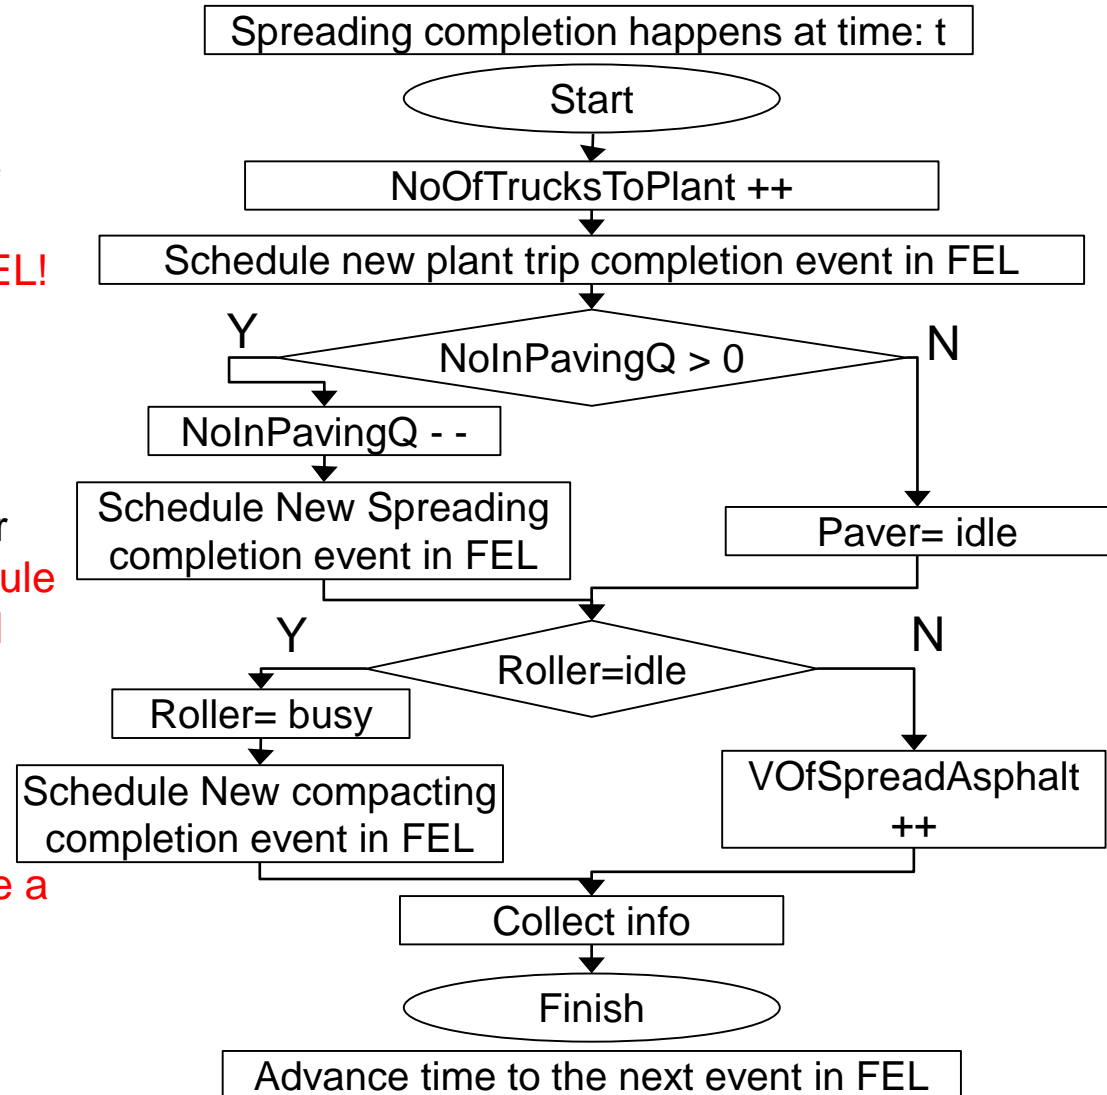 Spreading completion happens at time: t
Start
NoOfTrucksToPlant ++
Schedule new plant trip completion event in FEL
EL!
Y
N
NoInPavingQ > 0
NoInPavingQ - -
Schedule New Spreading
completion event in FEL
Paver= idle
r
ule
Y
N
Roller=idle
Roller= busy
Schedule New compacting
completion event in FEL
VOfSpreadAsphalt
++
e a
Collect info
Finish
Advance time to the next event in FEL